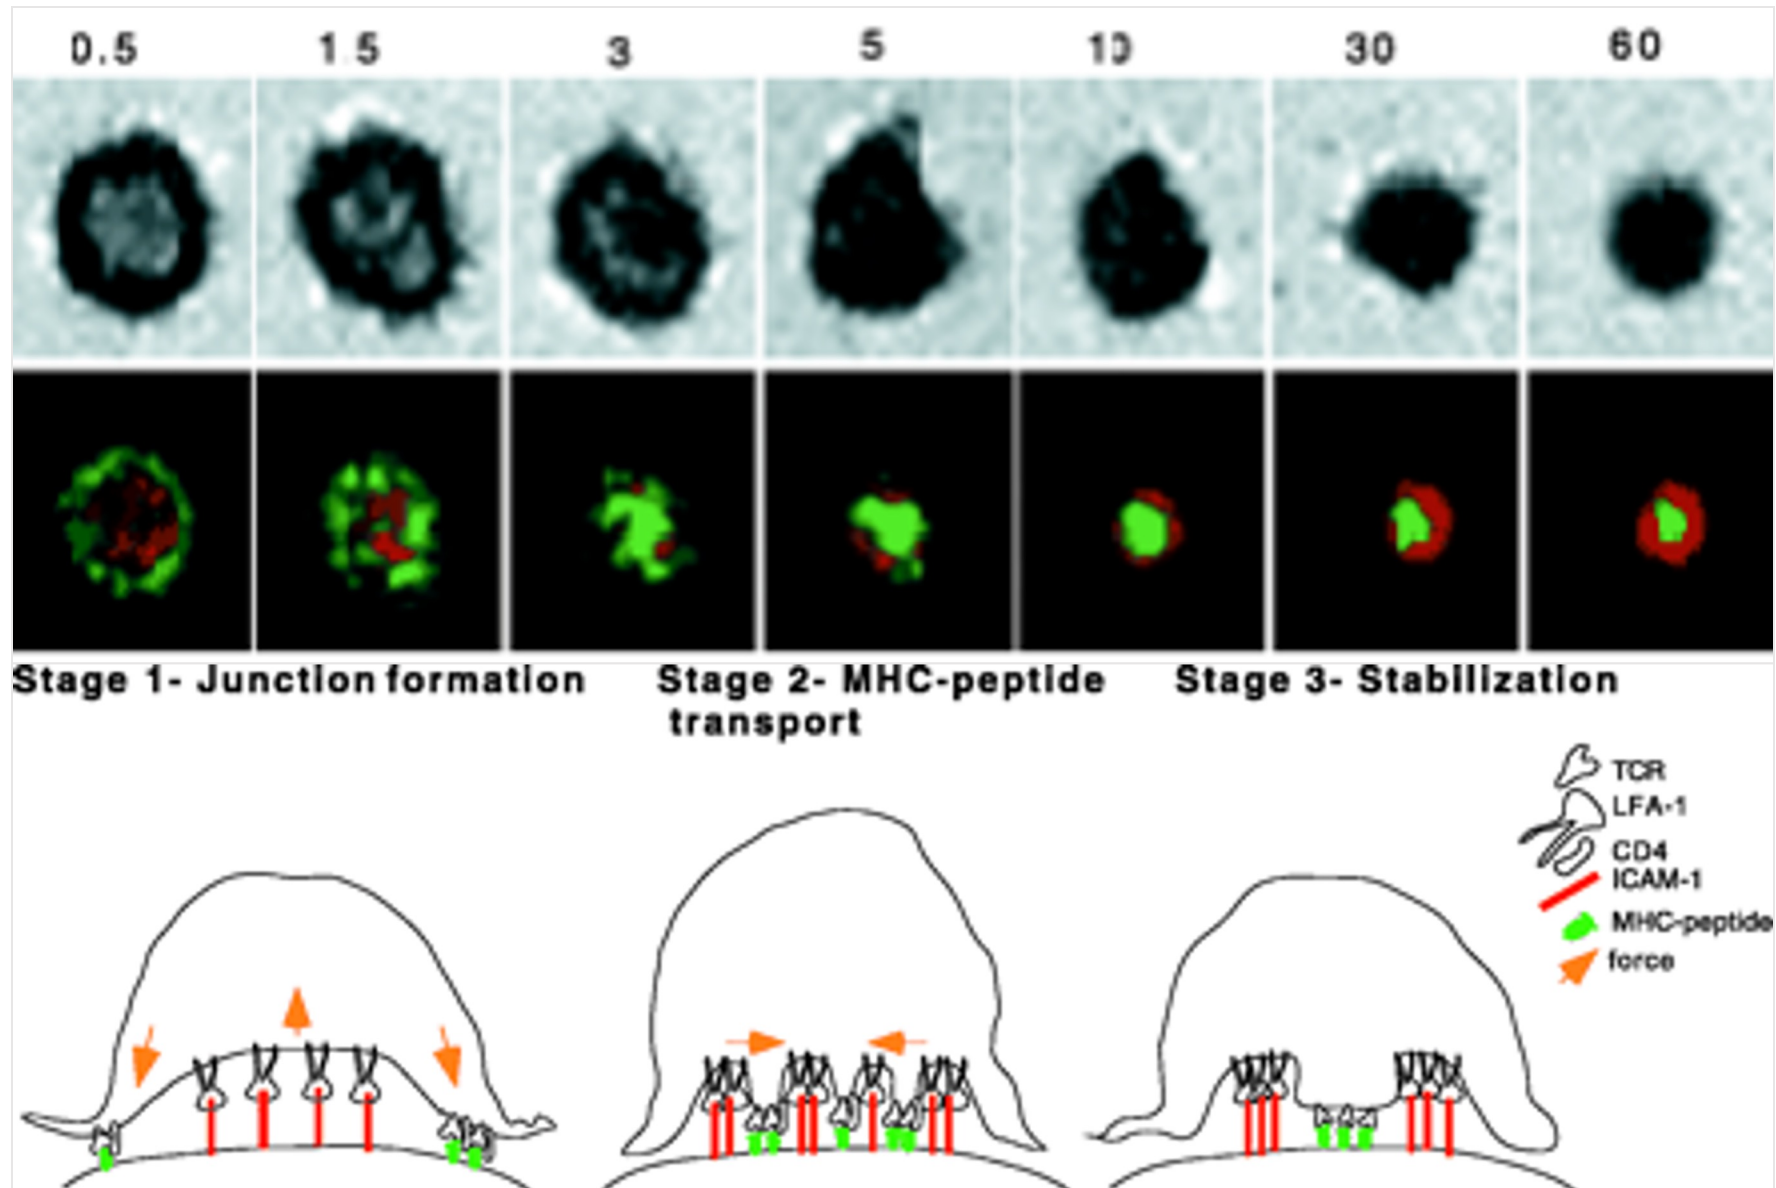 0.5 1.5 3 5 10 30 60
Stage 1- Junction formation Stage 2- MHC-peptide Stage 3- Stabilization
transport
TCR
LFA-1
CD4
ICAM-1
MHC-peptide
force